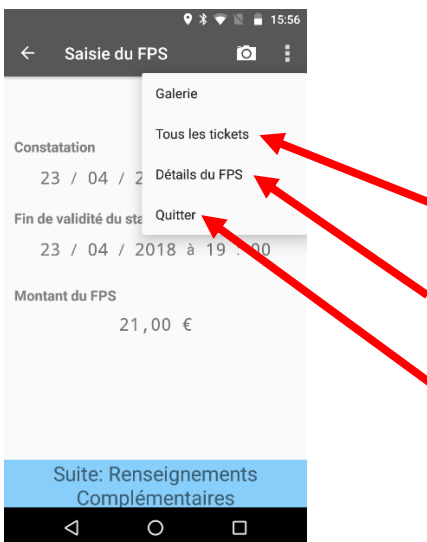 15:56
Saisie du FPS
Galerie
Tous les tickets
Détails du FPS
Quitter
Constatation
23 / 04 / 2
Fin de validité du sta
23 / 04 / 2018 à 19 : 00
Montant du FPS
21,00 €
Suite: Renseignements
Complémentaires